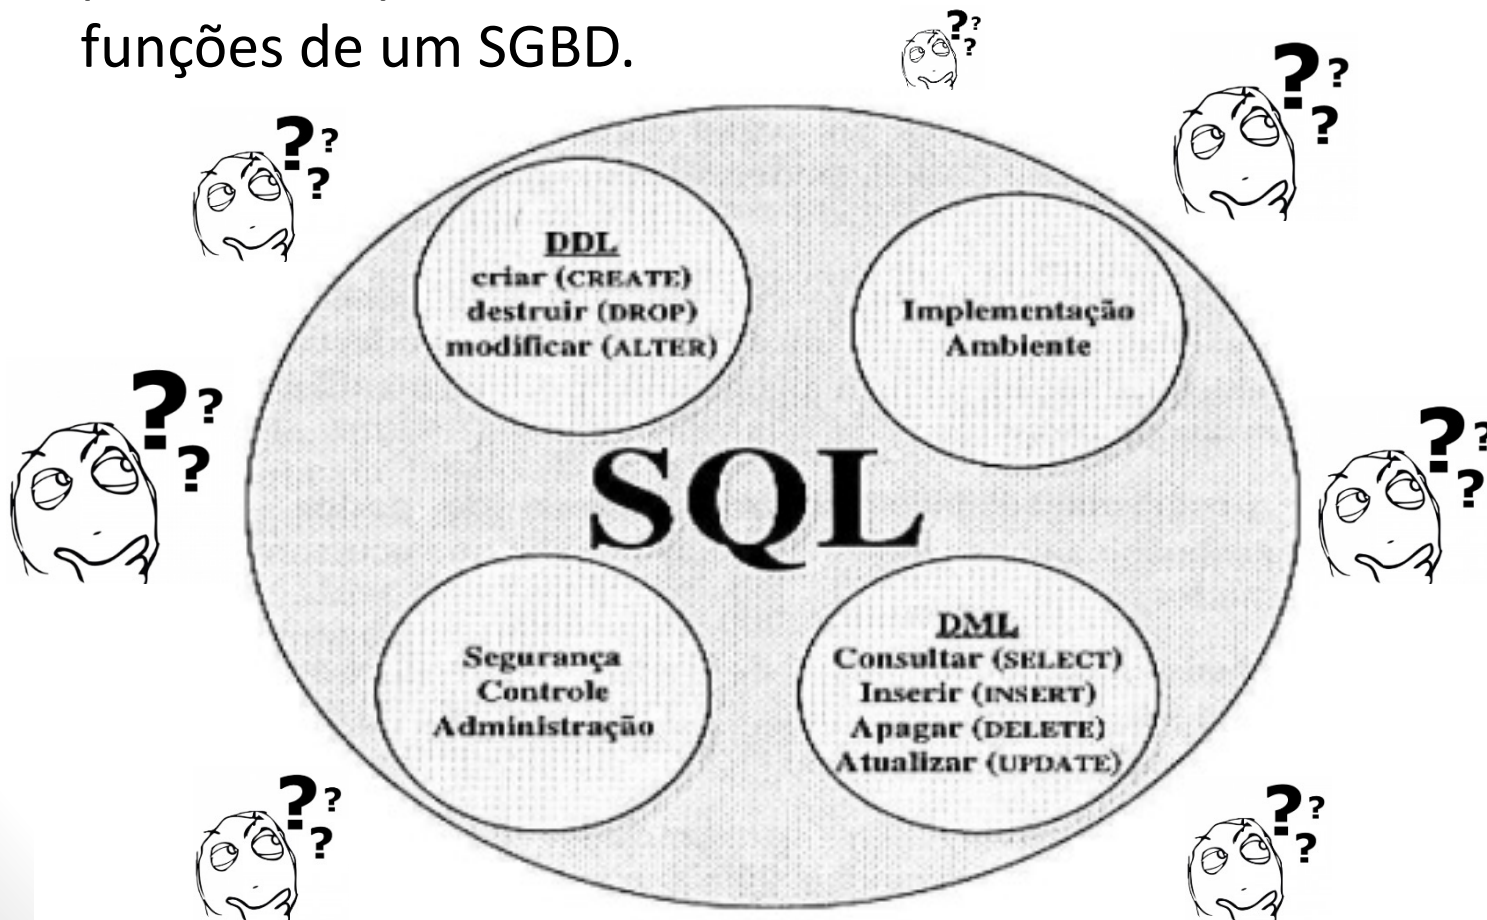 funções de um SGBD.
???
???
???
DDL
criar (CREATE)
destruir (DROP)
modificar (ALTER)
Implementação
Ambiente
???
???
SQL
Segurança
Controle
Administração
DML
Consultar (SELECT)
Inserir (INSERT)
Apagar (DELETE)
Atualizar (UPDATE)
???
???